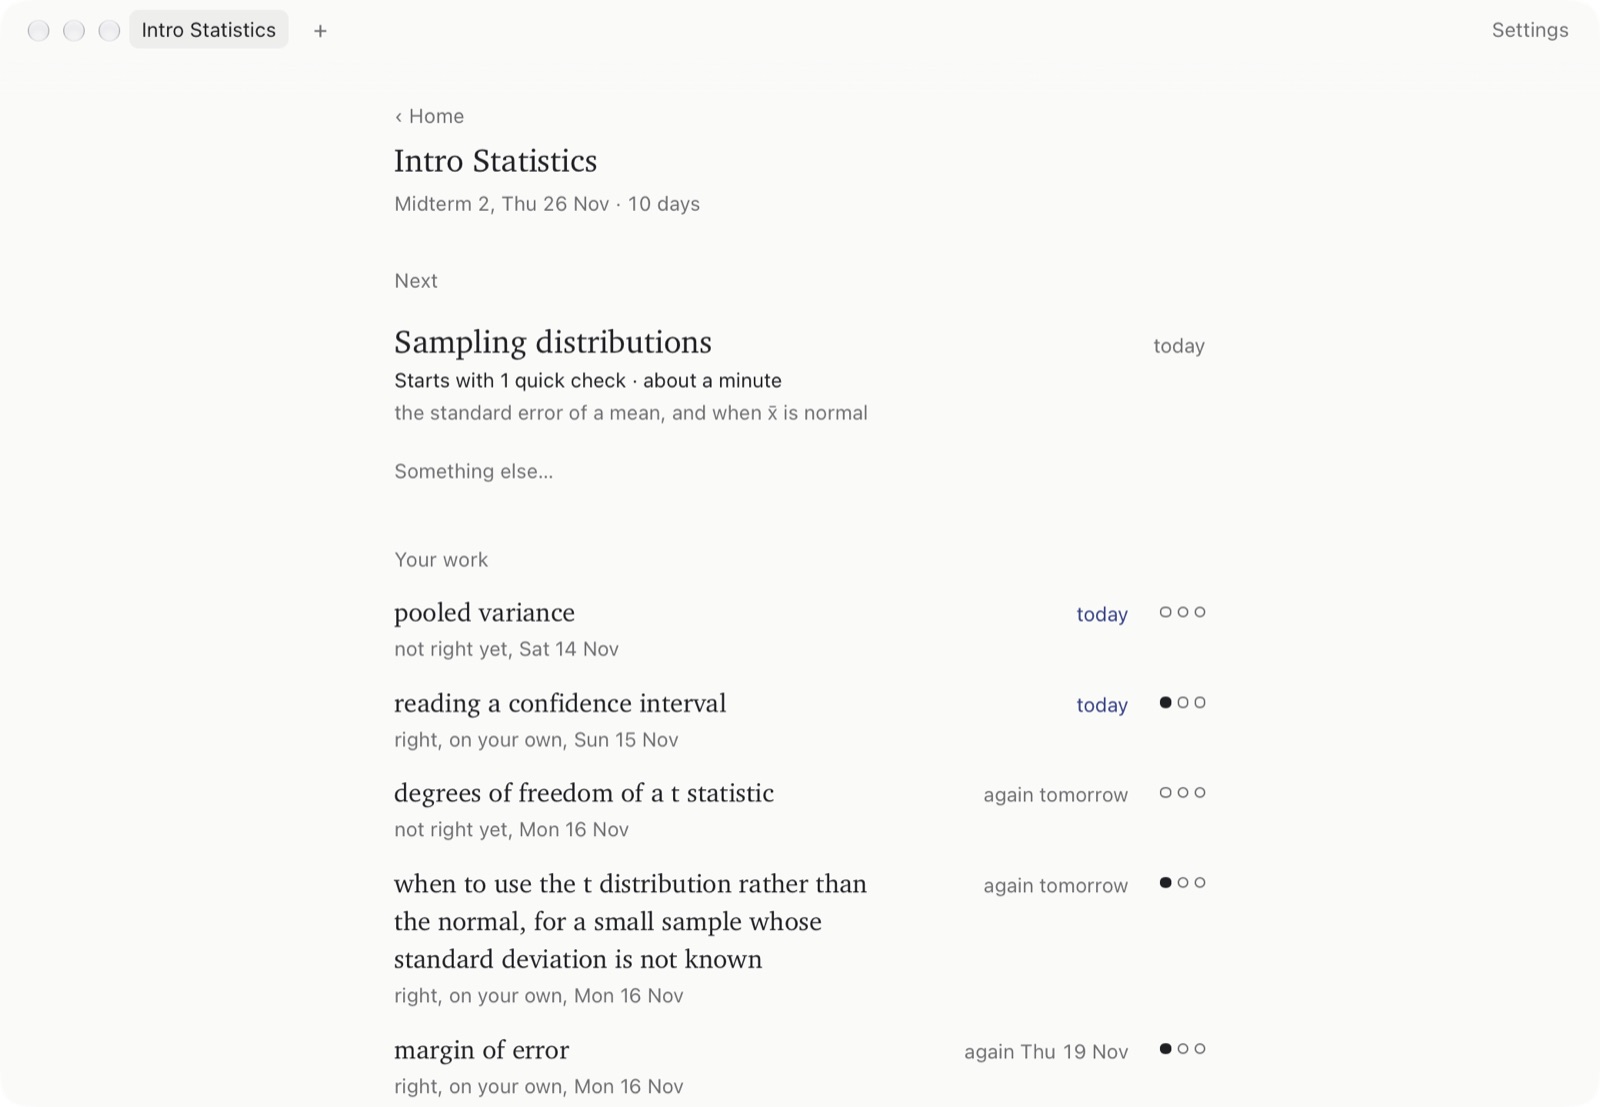 Intro Statistics
+
Settings
‹ Home
Intro Statistics
Midterm 2, Thu 26 Nov · 10 days
Next
Sampling distributions
today
Starts with 1 quick check · about a minute
the standard error of a mean, and when x̄ is normal
Something else...
Your work
pooled variance
today
not right yet, Sat 14 Nov
reading a confidence interval
today
right, on your own, Sun 15 Nov
degrees of freedom of a t statistic
again tomorrow
not right yet, Mon 16 Nov
when to use the t distribution rather than
again tomorrow
the normal, for a small sample whose
standard deviation is not known
right, on your own, Mon 16 Nov
margin of error
again Thu 19 Nov
right, on your own, Mon 16 Nov